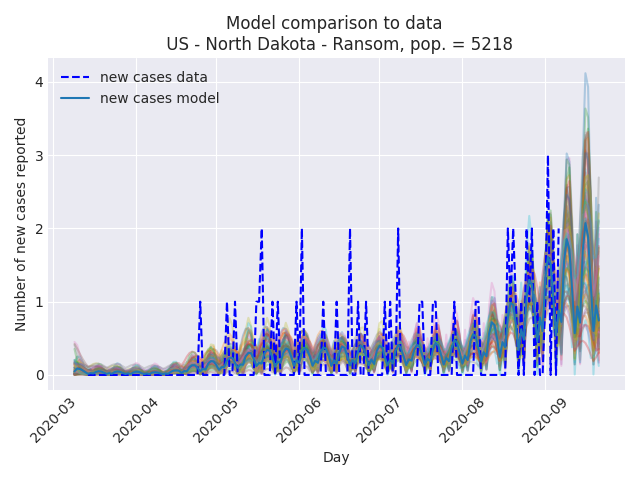 Model comparison to data
US - North Dakota - Ransom, pop. = 5218
new cases data
new cases model
Number of new cases reported
4
3
2
1
0
2020-03
2020-04
2020-05
2020-06
2020-07
2020-08
2020-09
Day